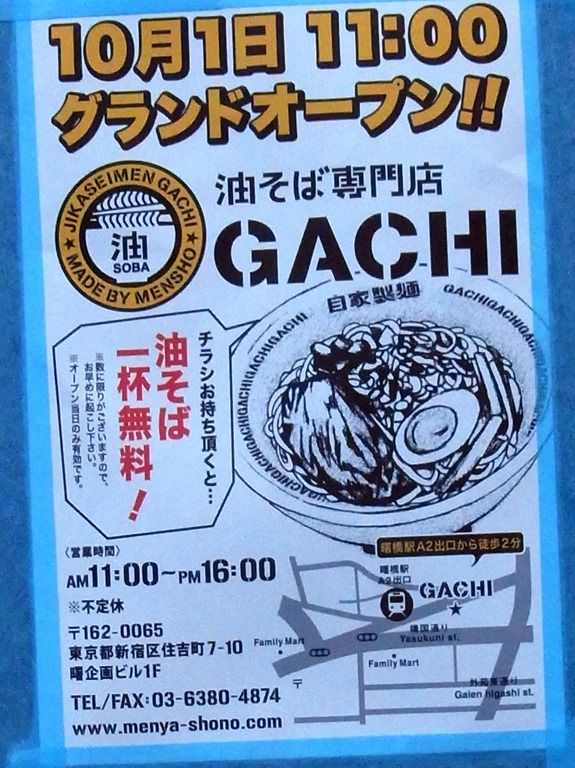 10月1日 11:00
グランドオープン!!
JIKASEIMEN GACHI
油
SOBA
★ MADE BY MENSHO ★
油そば専門店
GACHI
自家製麺
GACHIGACHIGACHIGACHI
チラシお持ち頂くと…
油そば
一杯無料！
※数に限りがございますので、
お早めに起こし下さい。
※オープン当日のみ有効です。
〈営業時間〉
AM11:00～PM16:00
※不定休
〒162-0065
東京都新宿区住吉町7-10
曙企画ビル1F
TEL/FAX:03-6380-4874
www.menya-shono.com
曙橋駅A2出口から徒歩2分
曙橋駅
A2出口
GACHI
★
靖国通り
Yasukuni st.
Family Mart
Family Mart
〒
外苑東通り
Gaien higashi st.